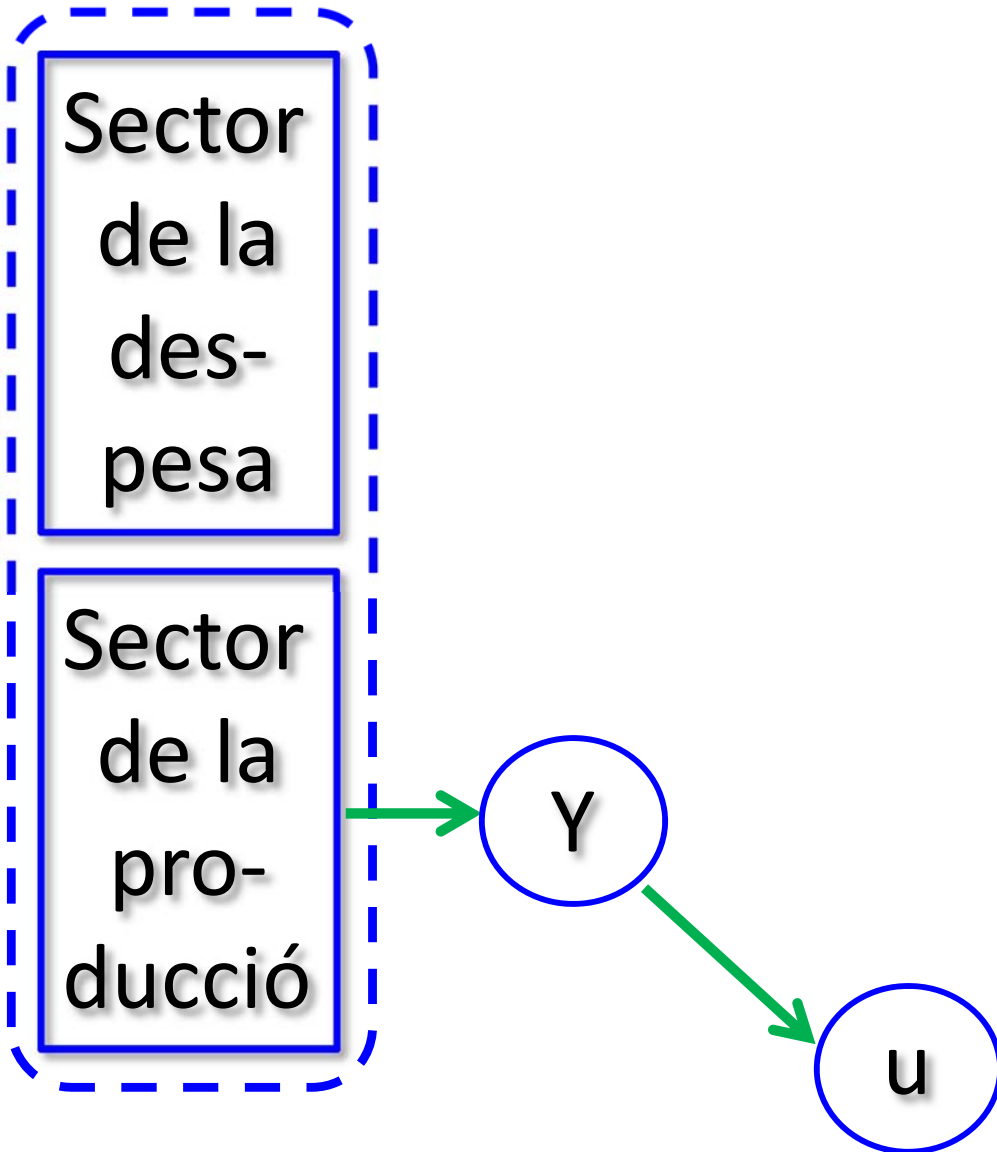 Sector
de la
des-
pesa
Sector
de la
pro-
ducció
Y
u